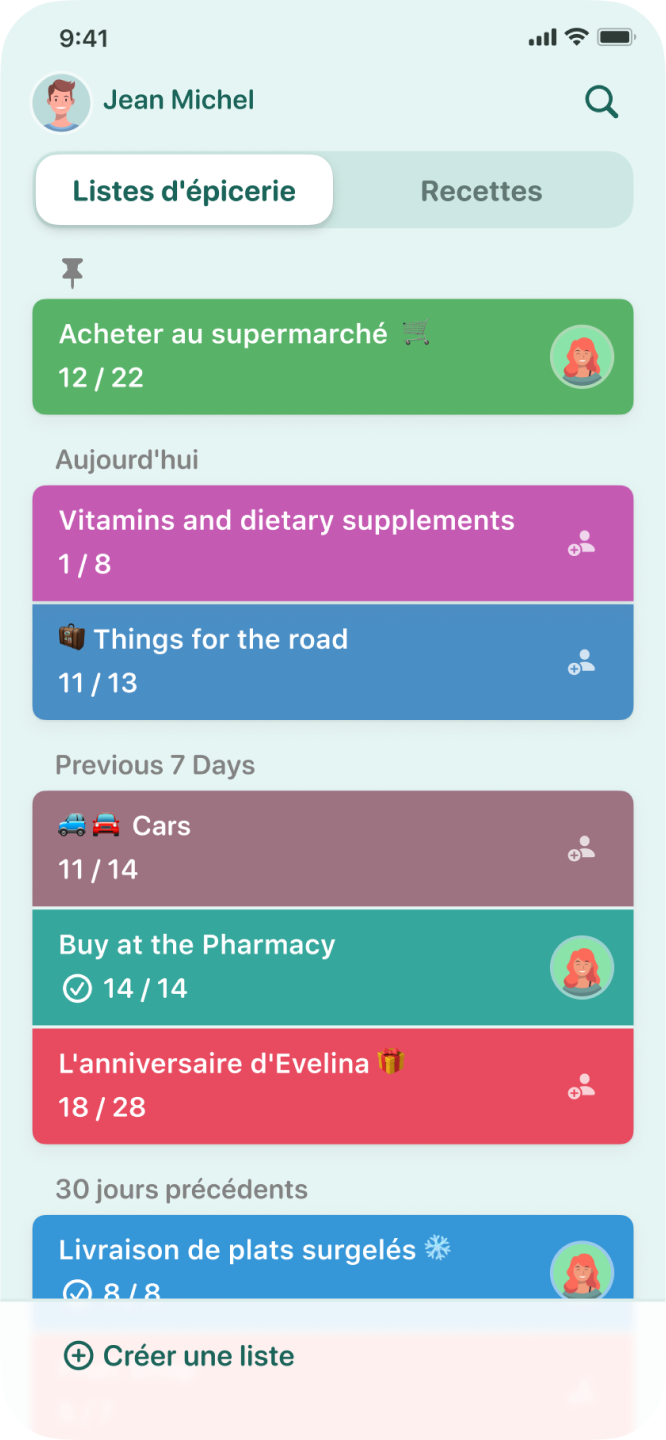 9:41
Jean Michel
Listes d'épicerie
Recettes
Acheter au supermarché 🛒
12 / 22
Aujourd'hui
Vitamins and dietary supplements
1 / 8
🧳 Things for the road
11 / 13
Previous 7 Days
🚙🚘 Cars
11 / 14
Buy at the Pharmacy
14 / 14
L'anniversaire d'Evelina 🎁
18 / 28
30 jours précédents
Livraison de plats surgelés ❄️
8 / 8
Créer une liste